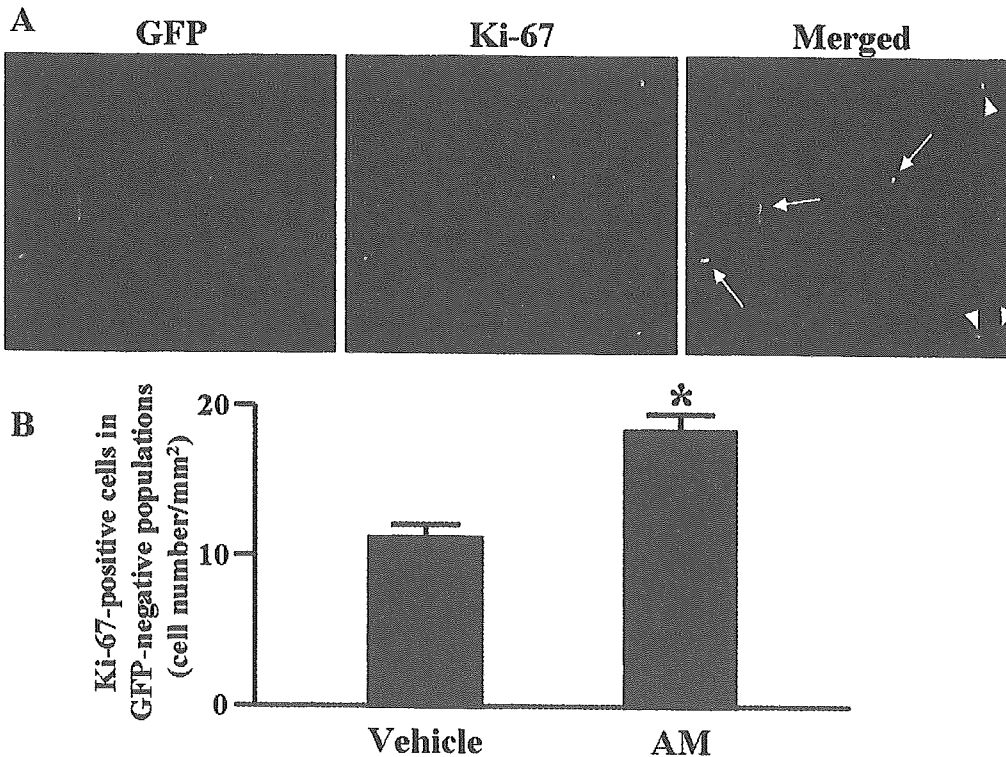 A
GFP
Ki-67
Merged
B
Ki-67-positive cells in
GFP-negative populations
(cell number/mm²)
20
10
0
*
Vehicle
AM